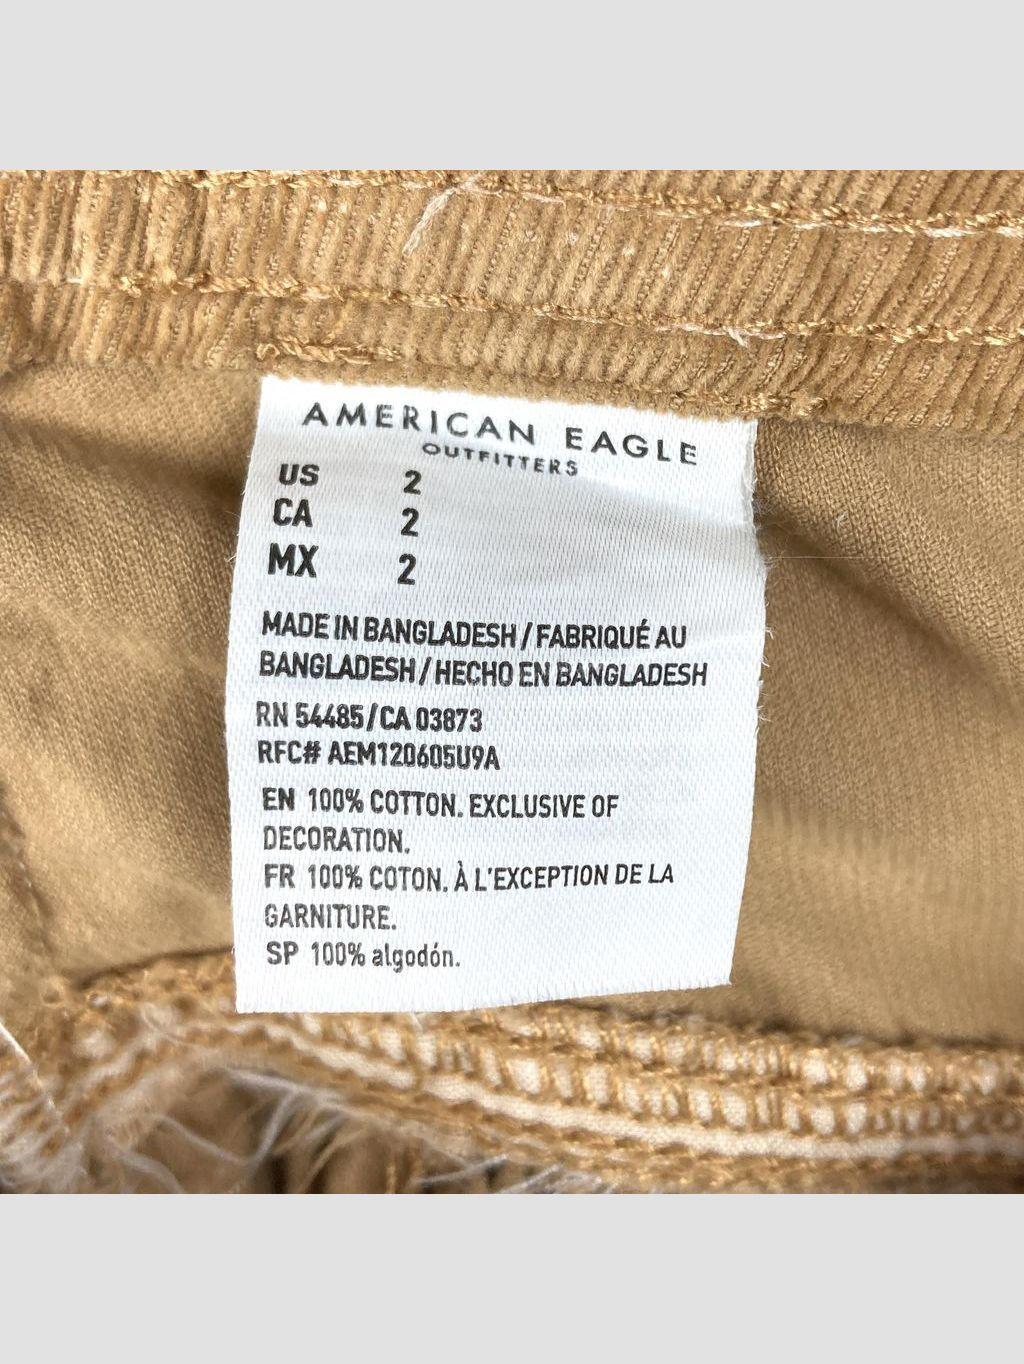 AMERICAN EAGLE
OUTFITTERS
US 2
CA 2
MX 2
MADE IN BANGLADESH / FABRIQUÉ AU
BANGLADESH / HECHO EN BANGLADESH
RN 54485 / CA 03873
RFC# AEM120605U9A
EN 100% COTTON. EXCLUSIVE OF
DECORATION.
FR 100% COTON. À L'EXCEPTION DE LA
GARNITURE.
SP 100% algodón.